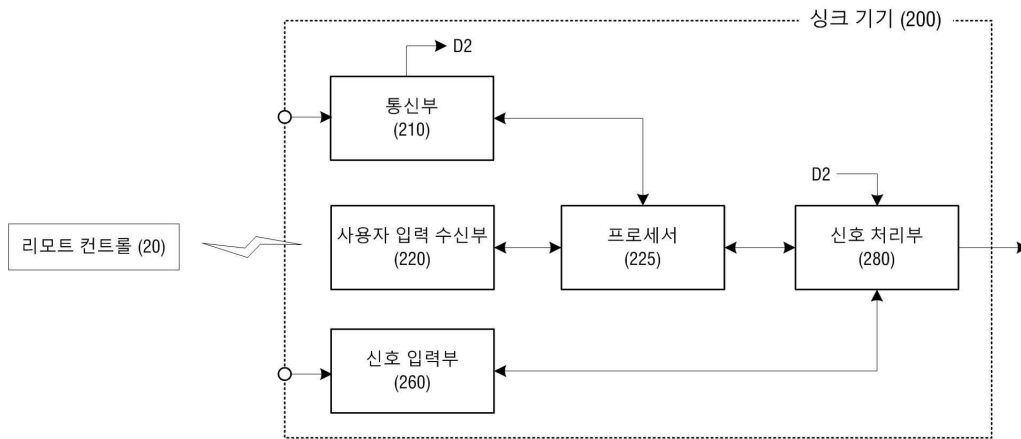 싱크 기기 (200)
D2
통신부
(210)
D2
리모트 컨트롤 (20)
사용자 입력 수신부
(220)
프로세서
(225)
신호 처리부
(280)
신호 입력부
(260)